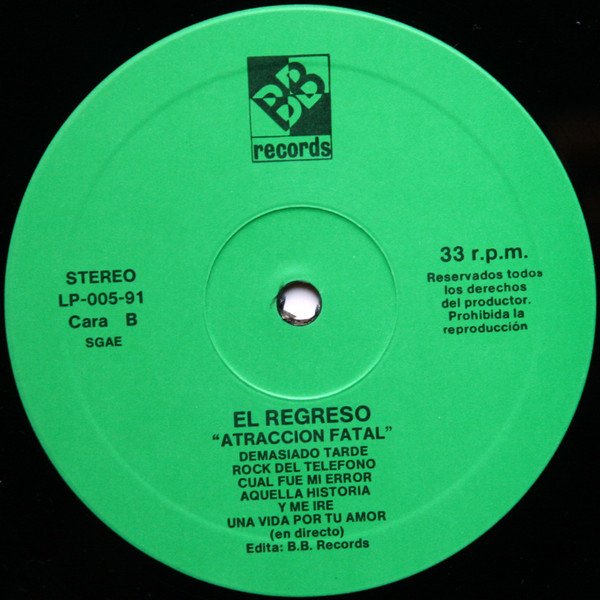 BB
records
STEREO
LP-005-91
Cara B
SGAE
33 r.p.m.
Reservados todos
los derechos
del productor.
Prohibida la
reproducción
EL REGRESO
"ATRACCION FATAL"
DEMASIADO TARDE
ROCK DEL TELEFONO
CUAL FUE MI ERROR
AQUELLA HISTORIA
Y ME IRE
UNA VIDA POR TU AMOR
(en directo)
Edita: B.B. Records